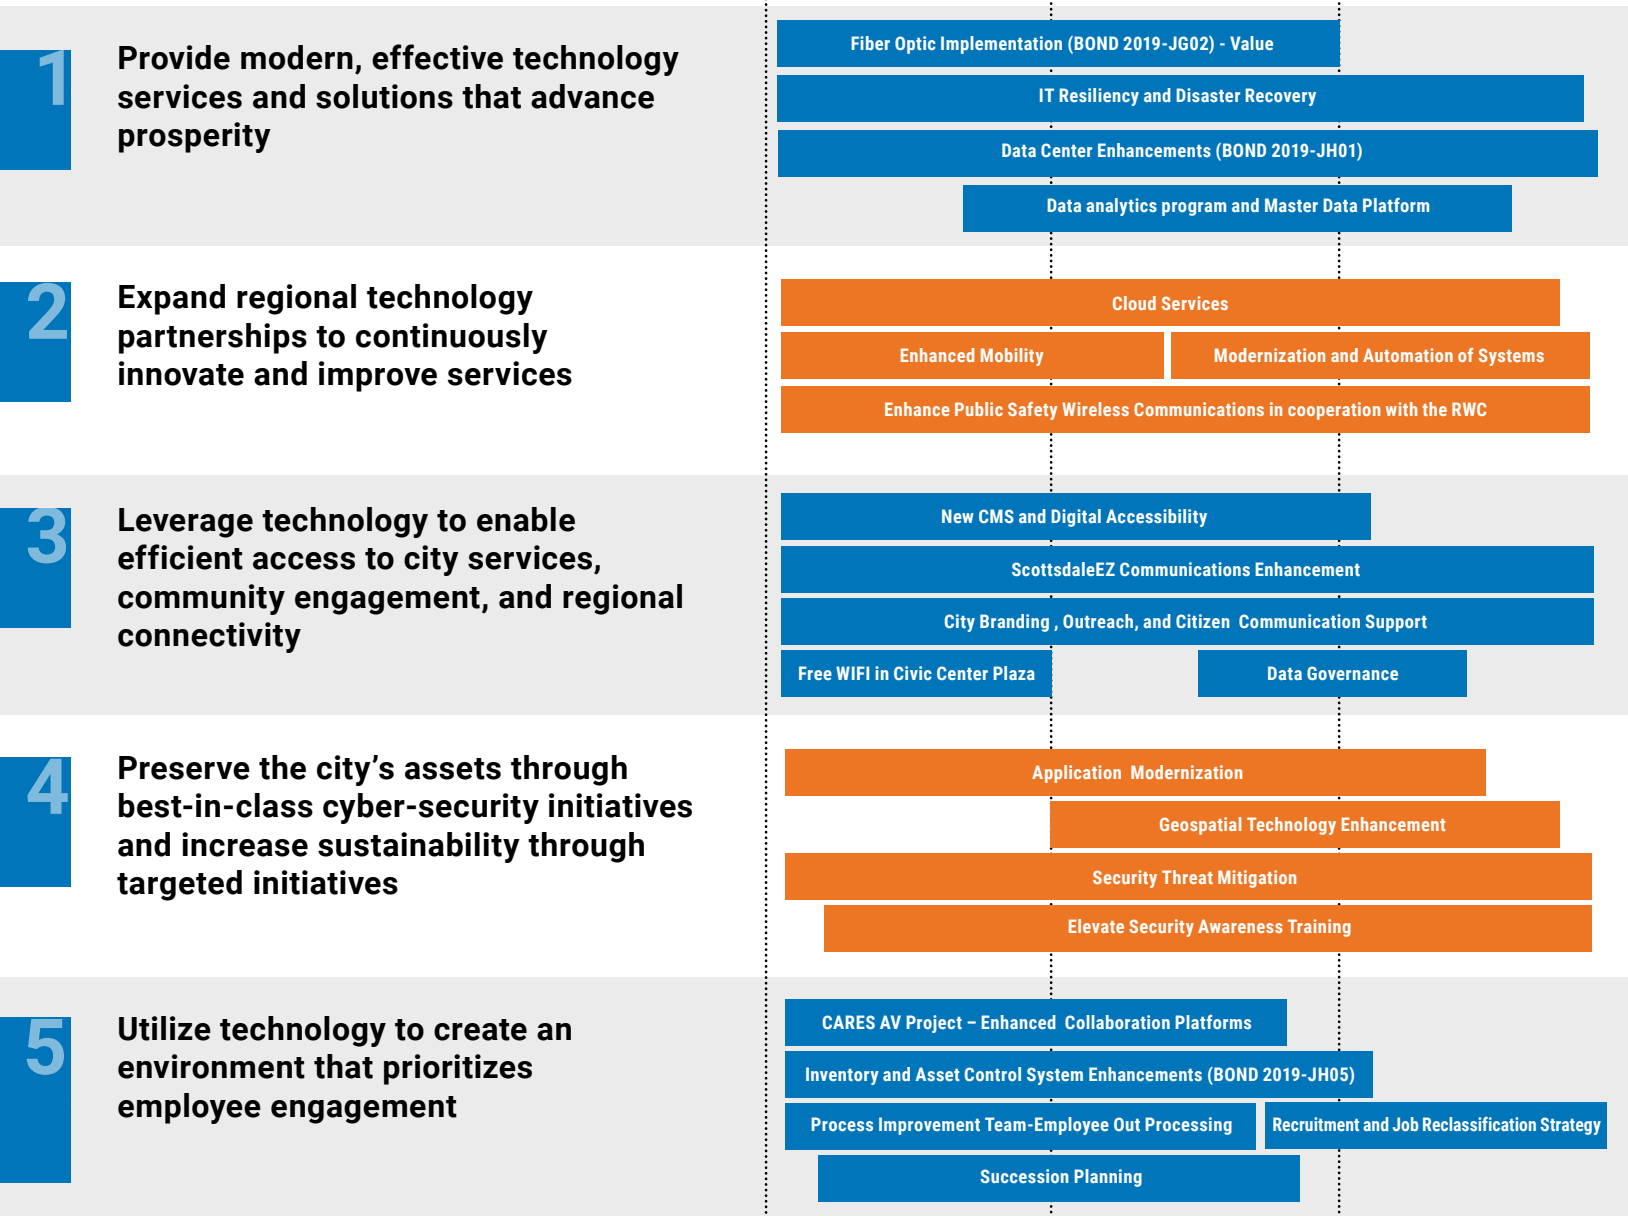 1
Provide modern, effective technology
services and solutions that advance
prosperity
Fiber Optic Implementation (BOND 2019-JG02) - Value
IT Resiliency and Disaster Recovery
Data Center Enhancements (BOND 2019-JH01)
Data analytics program and Master Data Platform
2
Expand regional technology
partnerships to continuously
innovate and improve services
Cloud Services
Enhanced Mobility
Modernization and Automation of Systems
Enhance Public Safety Wireless Communications in cooperation with the RWC
3
Leverage technology to enable
efficient access to city services,
community engagement, and regional
connectivity
New CMS and Digital Accessibility
ScottsdaleEZ Communications Enhancement
City Branding , Outreach, and Citizen  Communication Support
Free WIFI in Civic Center Plaza
Data Governance
4
Preserve the city’s assets through
best-in-class cyber-security initiatives
and increase sustainability through
targeted initiatives
Application  Modernization
Geospatial Technology Enhancement
Security Threat Mitigation
Elevate Security Awareness Training
5
Utilize technology to create an
environment that prioritizes
employee engagement
CARES AV Project – Enhanced  Collaboration Platforms
Inventory and Asset Control System Enhancements (BOND 2019-JH05)
Process Improvement Team-Employee Out Processing
Recruitment and Job Reclassification Strategy
Succession Planning